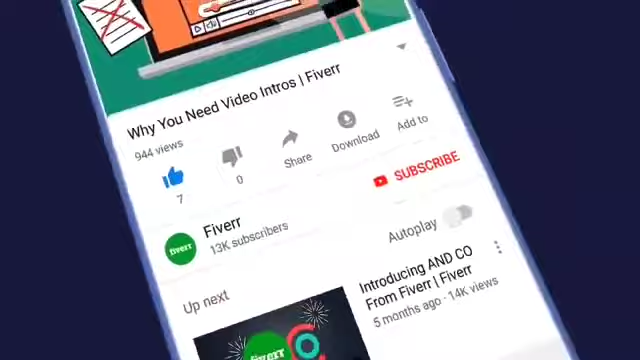 Why You Need Video Intros | Fiverr
944 views
7
0
Share
Download
Add to
SUBSCRIBE
fiverr
Fiverr
13K subscribers
Autoplay
Up next
Introducing AND CO
From Fiverr | Fiverr
5 months ago · 14K views
fiverr